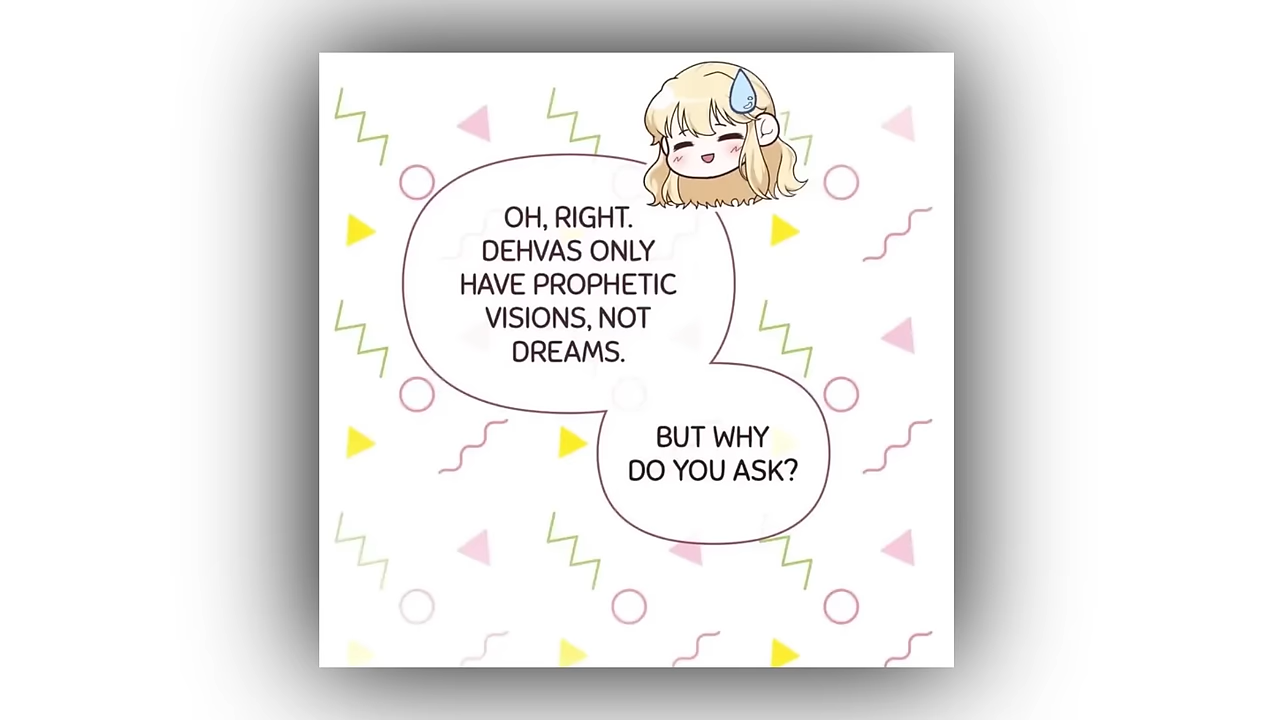 OH, RIGHT.
DEHVAS ONLY
HAVE PROPHETIC
VISIONS, NOT
DREAMS.
BUT WHY
DO YOU ASK?